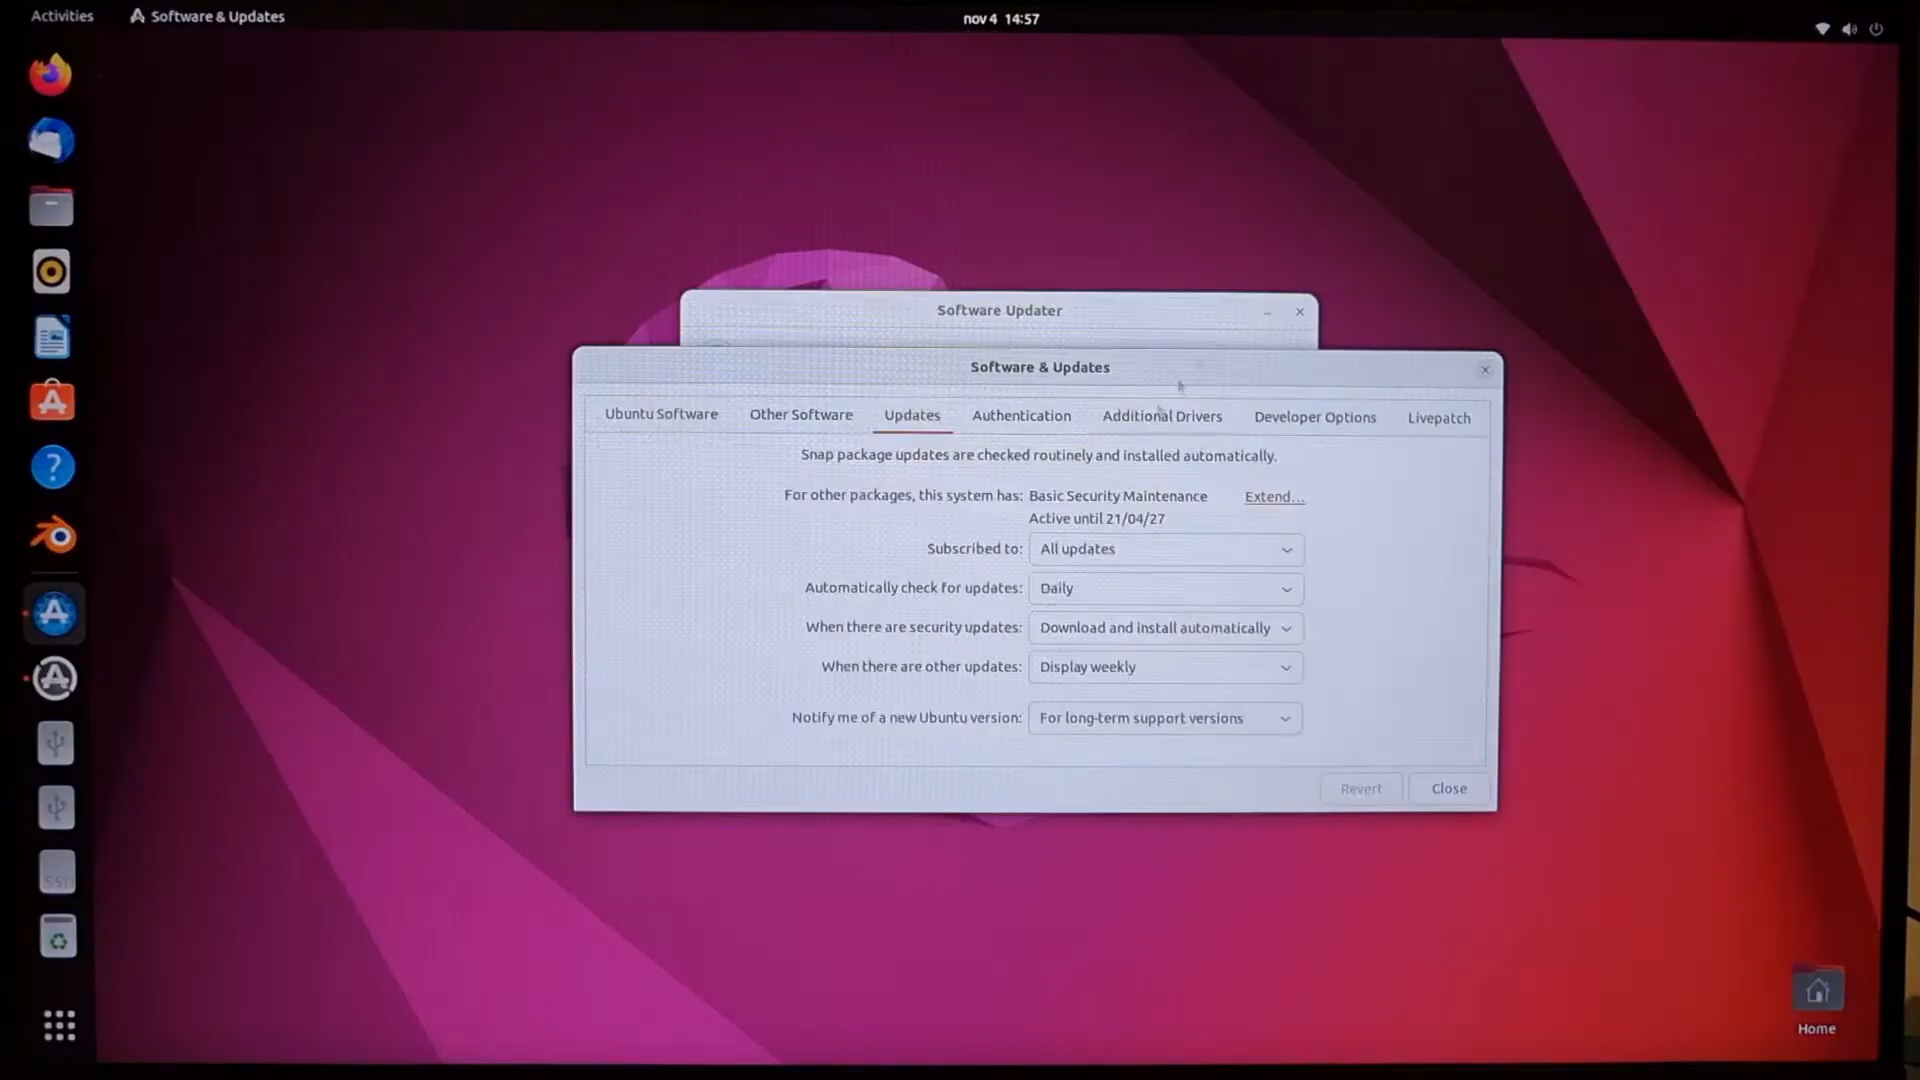 Activities
Software & Updates
nov 4 14:57
Software Updater
Software & Updates
Ubuntu Software
Other Software
Updates
Authentication
Additional Drivers
Developer Options
Livepatch
Snap package updates are checked routinely and installed automatically.
For other packages, this system has: Basic Security Maintenance Extend...
Active until 21/04/27
Subscribed to: All updates
Automatically check for updates: Daily
When there are security updates: Download and install automatically
When there are other updates: Display weekly
Notify me of a new Ubuntu version: For long-term support versions
Revert
Close
SSD
Home